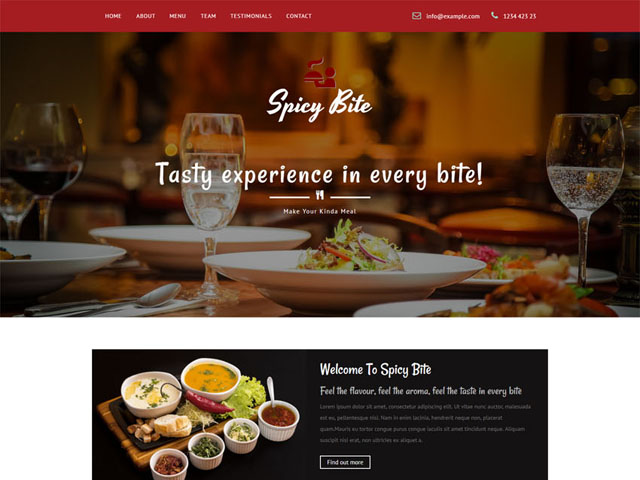 HOME ABOUT MENU TEAM TESTIMONIALS CONTACT info@example.com 1234 423 23
Spicy Bite
Tasty experience in every bite!
Make Your Kinda Meal
Welcome To Spicy Bite
Feel the flavour, feel the aroma, feel the taste in every bite
Lorem ipsum dolor sit amet, consectetur adipiscing elit. Ut vitae nunc auctor, malesuada
est eu, pellentesque nisl. Nam in enim lacinia, hendrerit neque non, placerat
quam.Mauris eu tortor congue purus congue iaculis sit amet tincidunt neque. Aliquam
suscipit nisl erat, non ultricies ex aliquet a.
Find out more